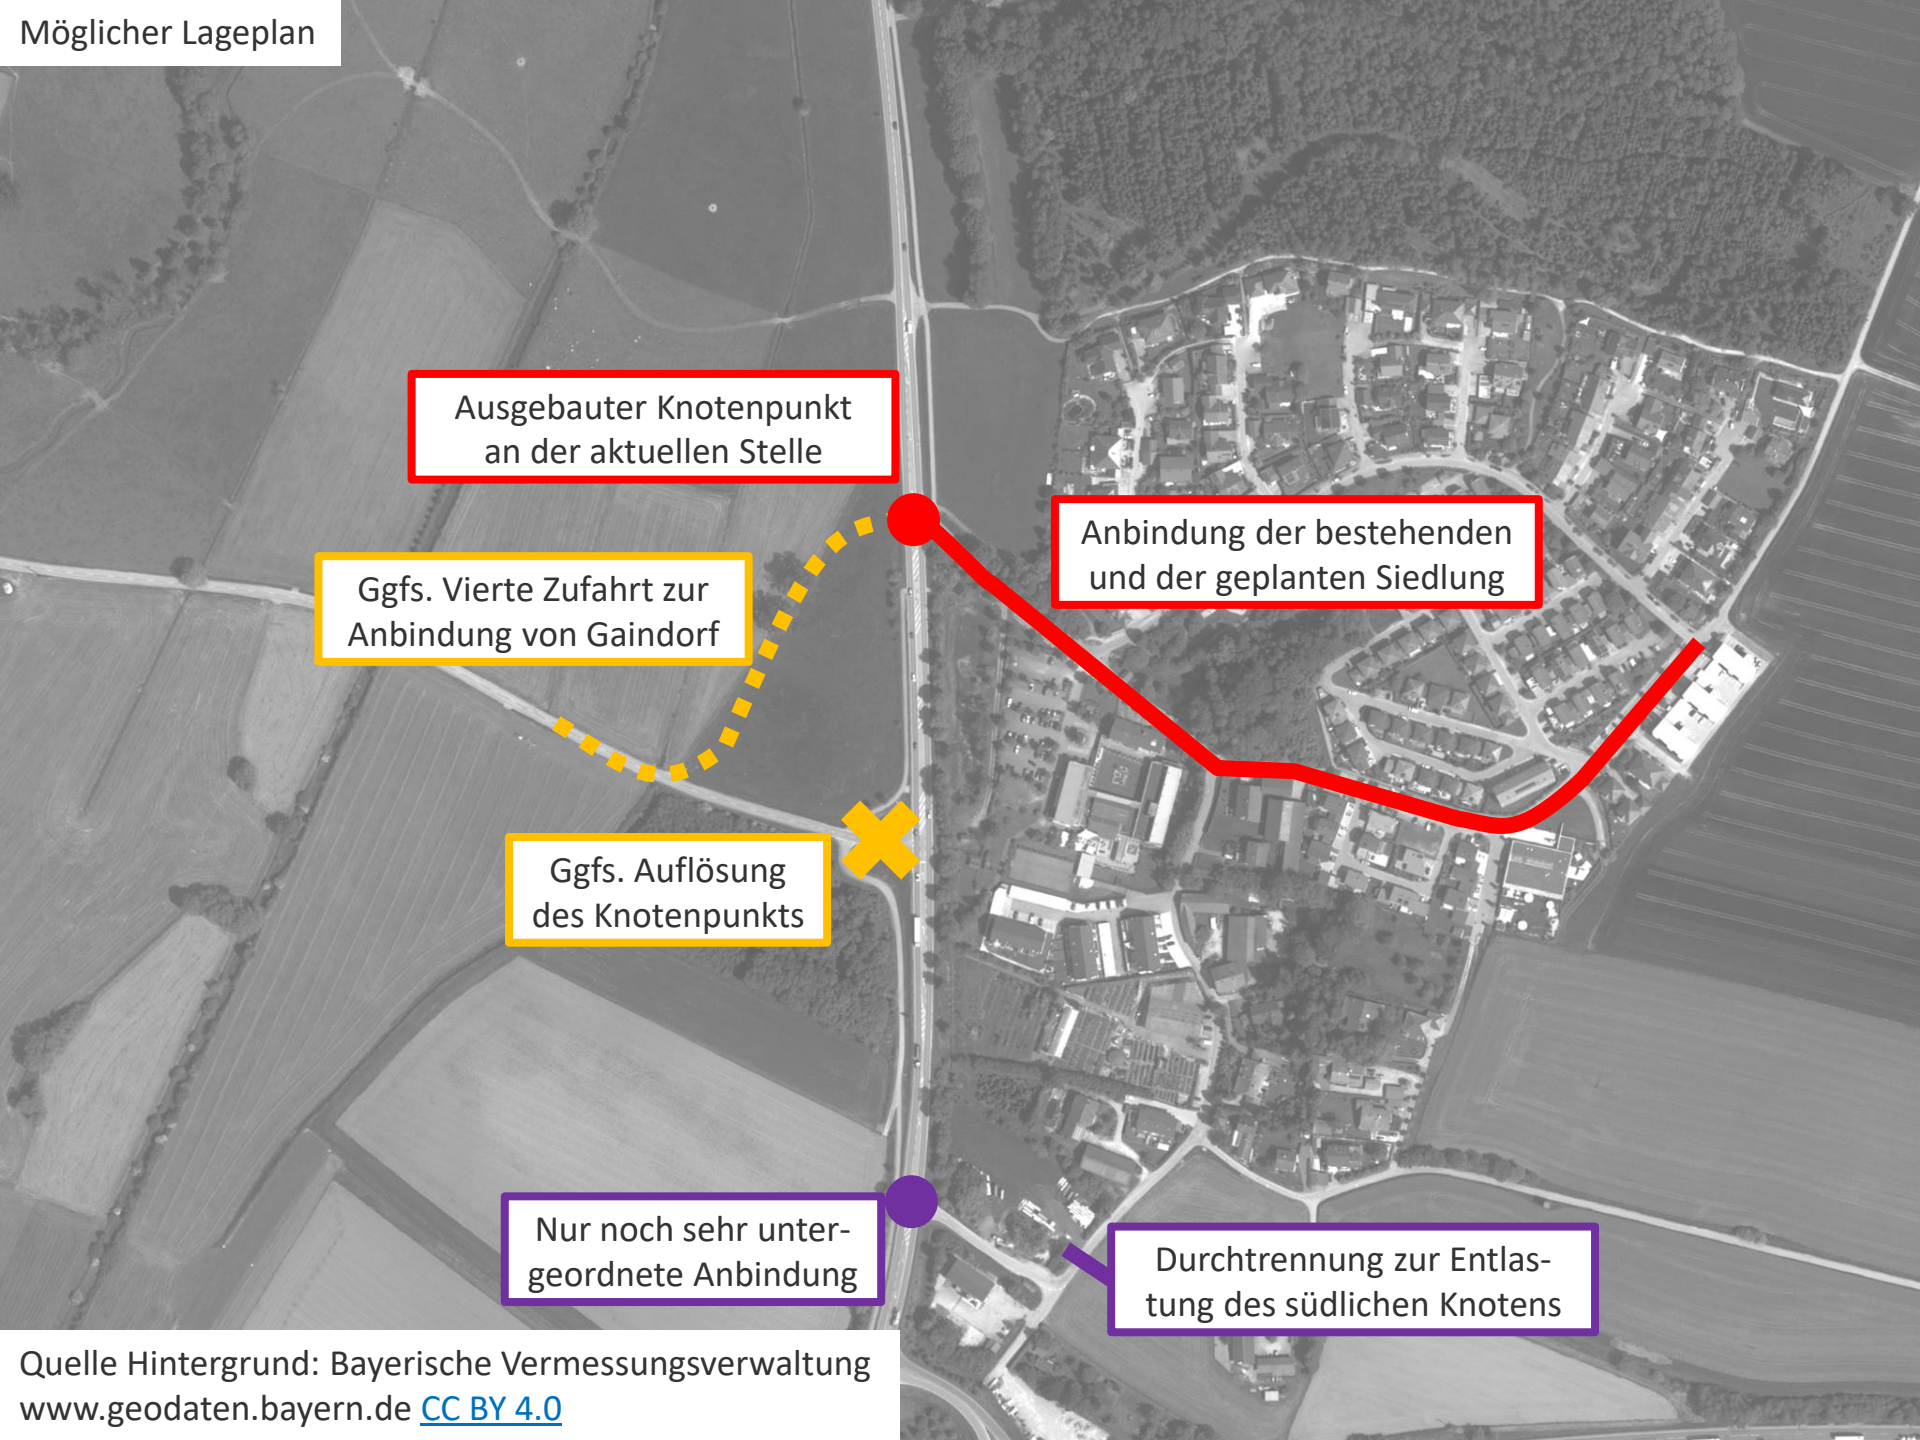 Möglicher Lageplan
Ausgebauter Knotenpunkt
an der aktuellen Stelle
Anbindung der bestehenden
und der geplanten Siedlung
Ggfs. Vierte Zufahrt zur
Anbindung von Gaindorf
Ggfs. Auflösung
des Knotenpunkts
Nur noch sehr unter-
geordnete Anbindung
Durchtrennung zur Entlas-
tung des südlichen Knotens
Quelle Hintergrund: Bayerische Vermessungsverwaltung
www.geodaten.bayern.de CC BY 4.0